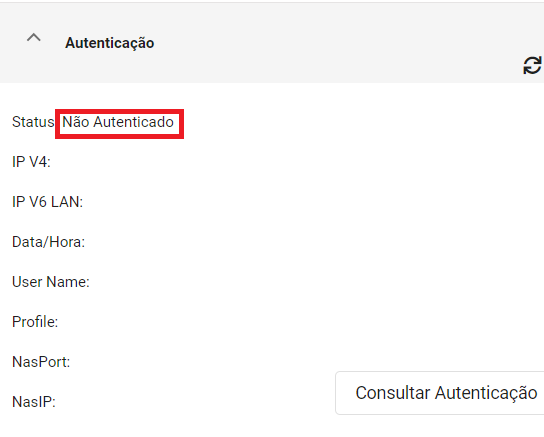 Autenticação
Status Não Autenticado
IP V4:
IP V6 LAN:
Data/Hora:
User Name:
Profile:
NasPort:
NasIP:
Consultar Autenticação